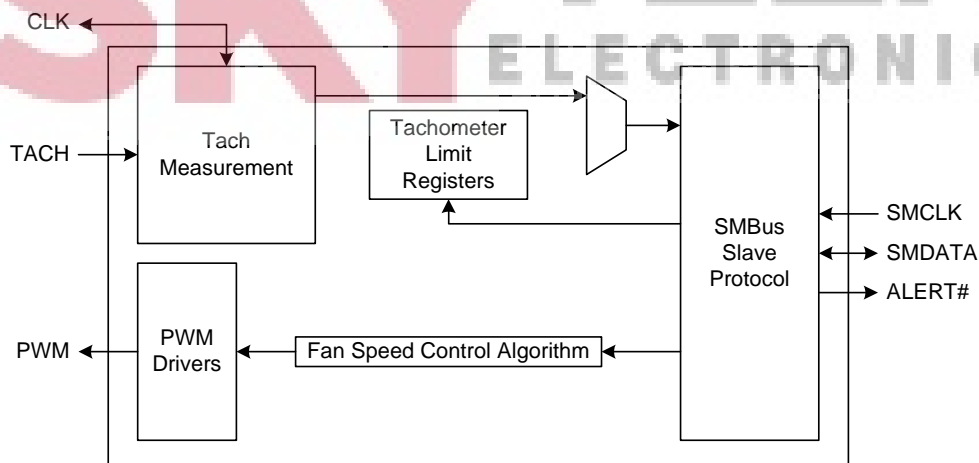 CLK
ELECTRONI
TACH
Tach
Measurement
Tachometer
Limit
Registers
SMBus
Slave
Protocol
SMCLK
SMDATA
ALERT#
PWM
PWM
Drivers
Fan Speed Control Algorithm